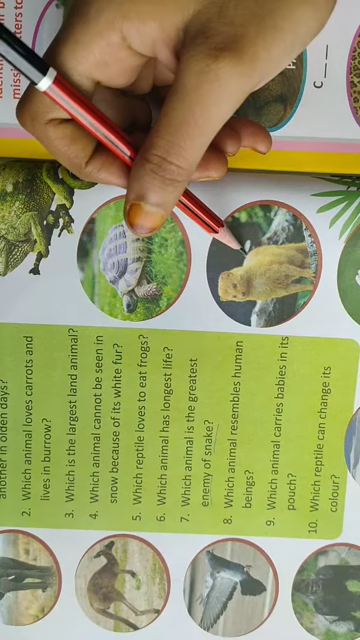 another in olden days?
2. Which animal loves carrots and
lives in burrow?
3. Which is the largest land animal?
4. Which animal cannot be seen in
snow because of its white fur?
5. Which reptile loves to eat frogs?
6. Which animal has longest life?
7. Which animal is the greatest
enemy of snake?
8. Which animal resembles human
beings?
9. Which animal carries babies in its
pouch?
10. Which reptile can change its
colour?
C _ _